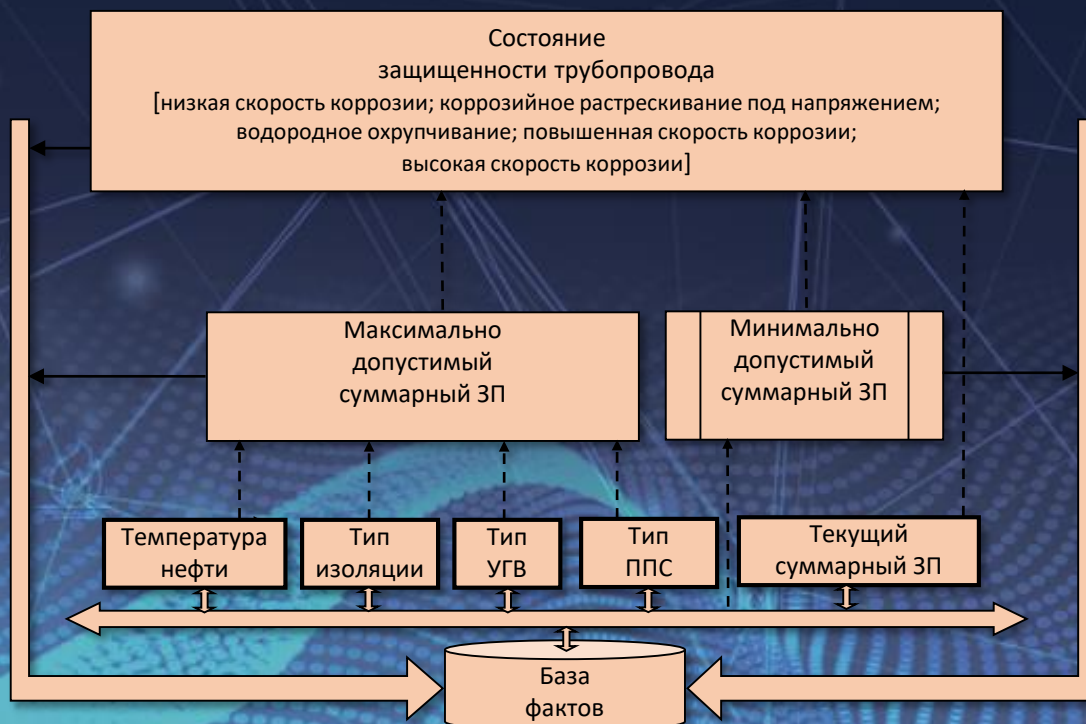 Состояние
защищенности трубопровода
[низкая скорость коррозии; коррозийное растрескивание под напряжением;
водородное охрупчивание; повышенная скорость коррозии;
высокая скорость коррозии]
Максимально
допустимый
суммарный ЗП
Минимально
допустимый
суммарный ЗП
Температура
нефти
Тип
изоляции
Тип
УГВ
Тип
ППС
Текущий
суммарный ЗП
База
фактов